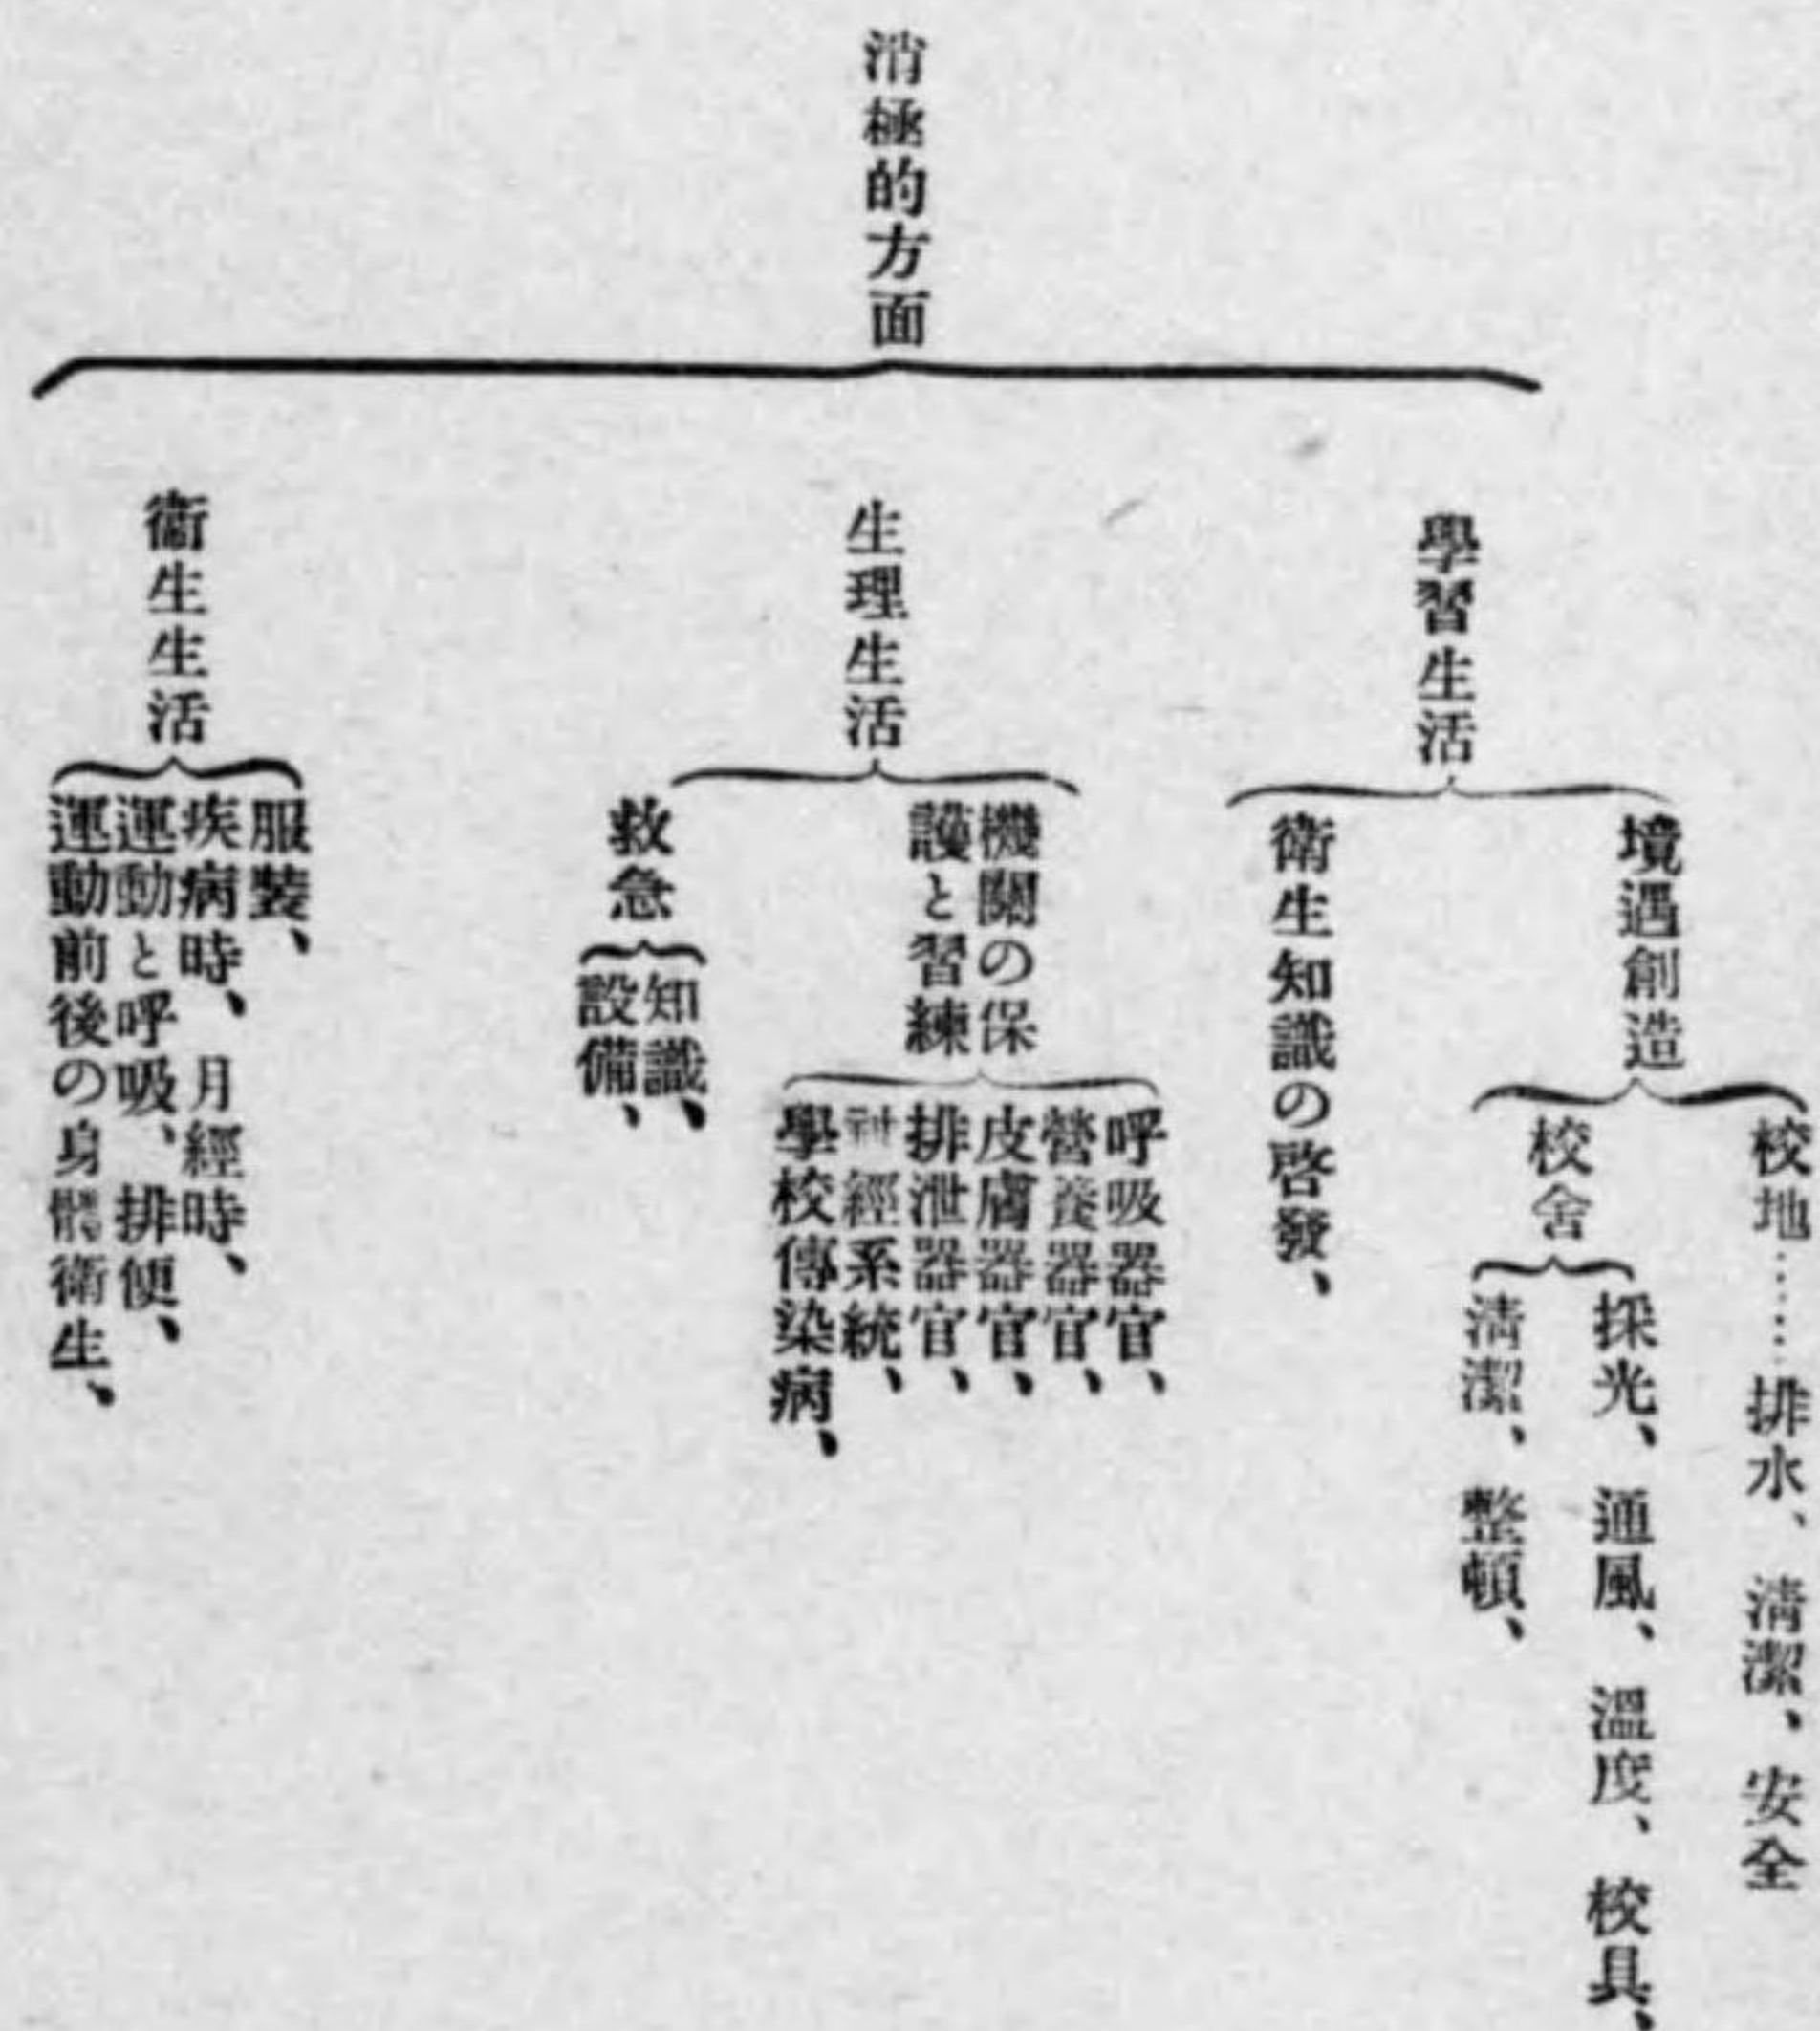 消極的方面
學習生活
境遇創造
校地……排水、淸潔、安全
校舍
採光、通風、溫度、校具、
淸潔、整頓、
衛生知識の啓發、
生理生活
機關の保
護と習練
呼吸器官、
營養器官、
皮膚器官、
排泄器官、
神經系統、
學校傳染病、
救急
知識、
設備、
衞生生活
服裝、
疾病時、月經時、
運動と呼吸、排便、
運動前後の身體衛生、